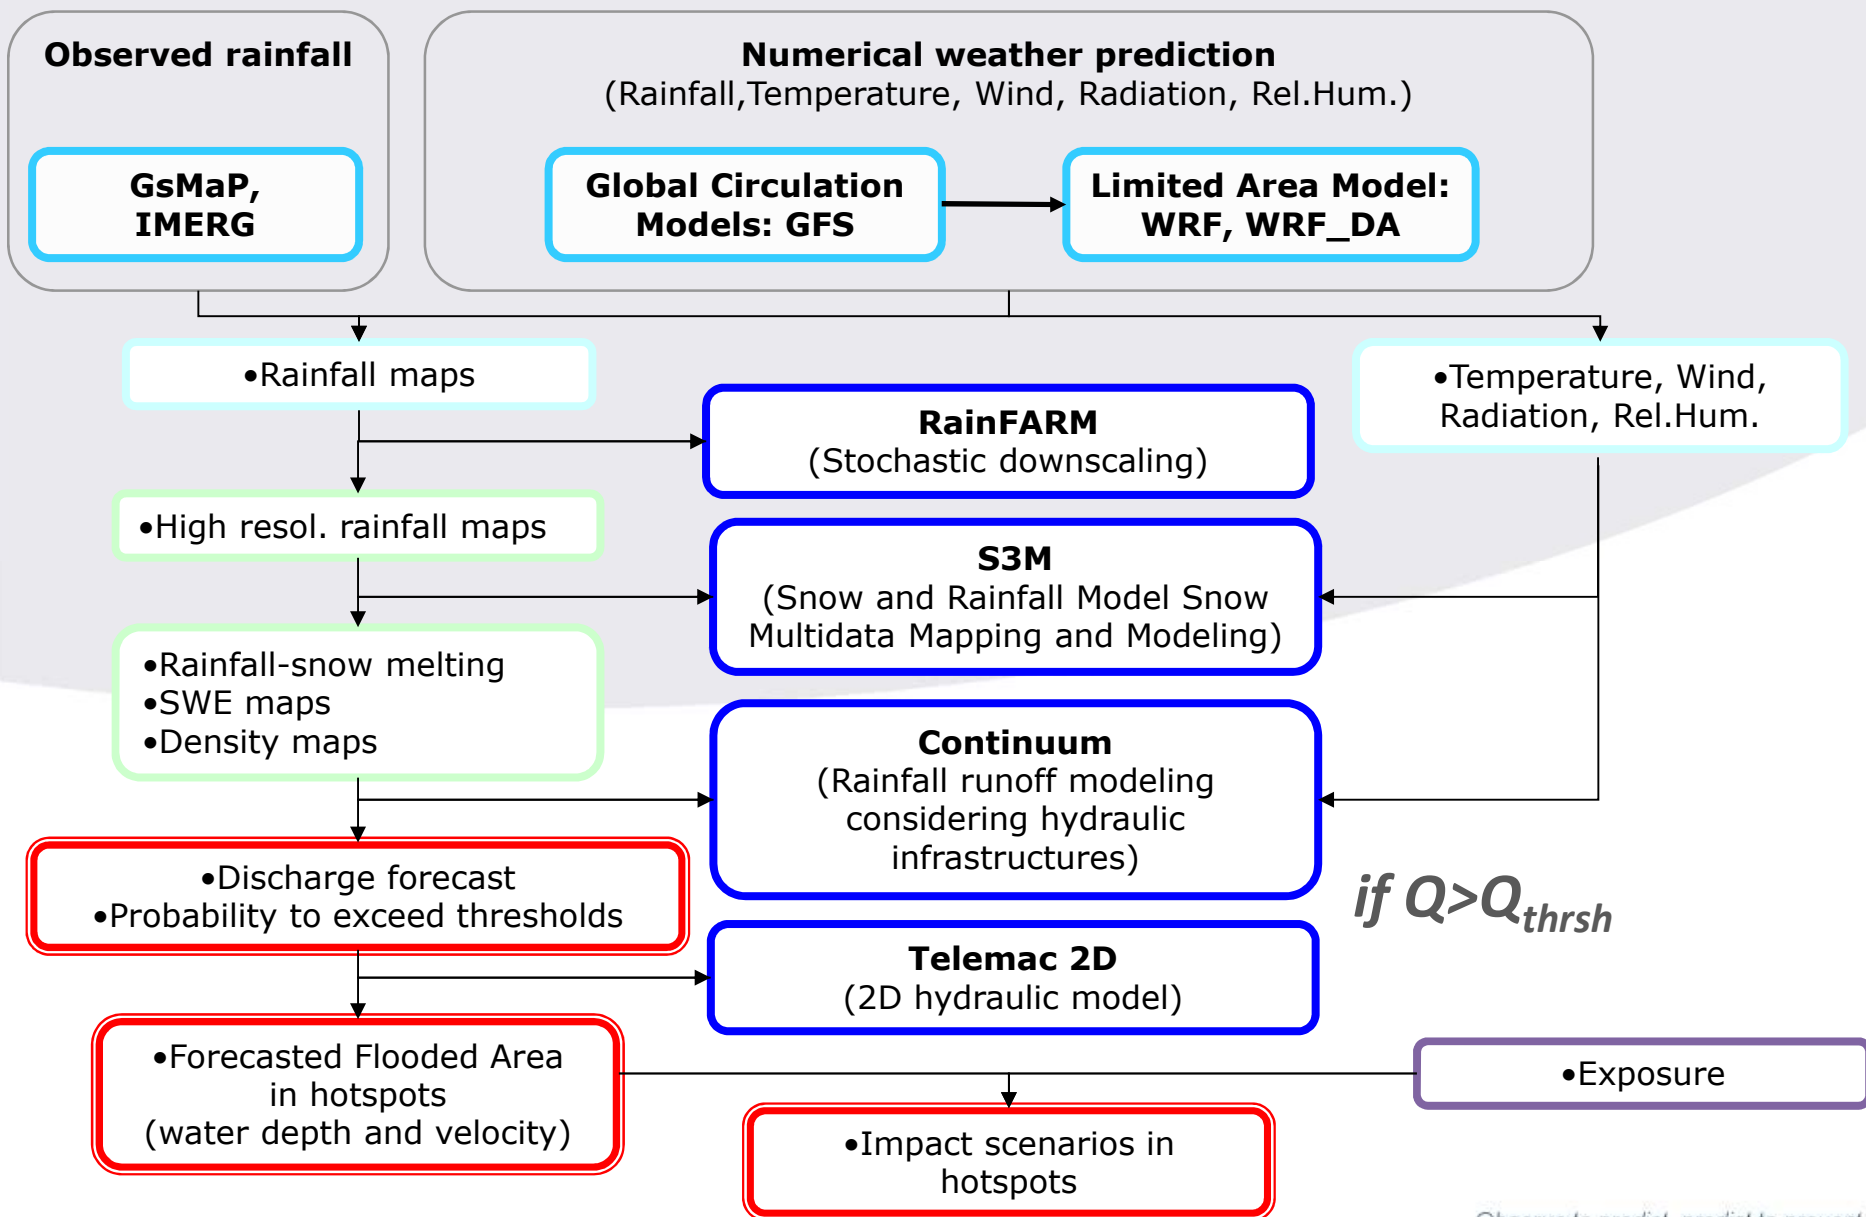 Observed rainfall
GsMaP,
IMERG
Numerical weather prediction
(Rainfall,Temperature, Wind, Radiation, Rel.Hum.)
Global Circulation
Models: GFS
Limited Area Model:
WRF, WRF_DA
•Rainfall maps
•Temperature, Wind,
Radiation, Rel.Hum.
RainFARM
(Stochastic downscaling)
•High resol. rainfall maps
S3M
(Snow and Rainfall Model Snow
Multidata Mapping and Modeling)
•Rainfall-snow melting
•SWE maps
•Density maps
Continuum
(Rainfall runoff modeling
considering hydraulic
infrastructures)
•Discharge forecast
•Probability to exceed thresholds
if Q>Qthrsh
Telemac 2D
(2D hydraulic model)
•Forecasted Flooded Area
in hotspots
(water depth and velocity)
•Exposure
•Impact scenarios in
hotspots